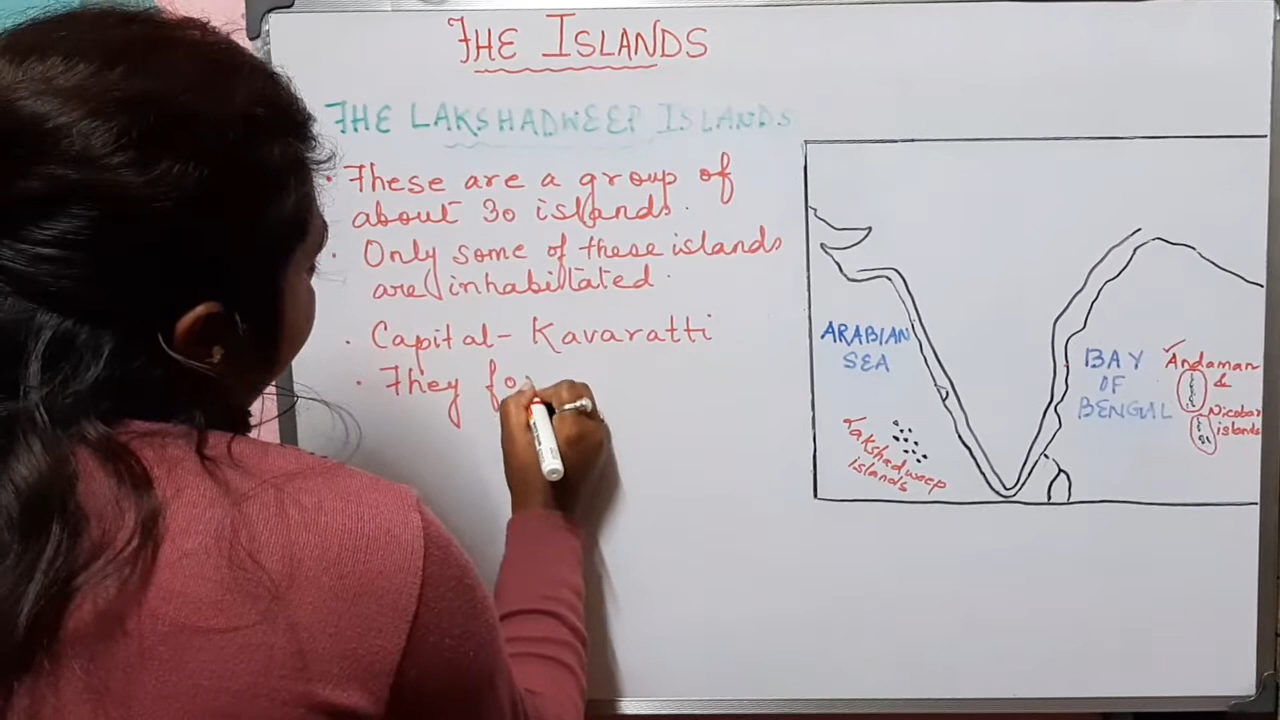 THE ISLANDS
THE LAKSHADWEEP ISLANDS
• These are a group of
about 30 islands.
• Only some of these islands
are inhabitated.
• Capital - Kavaratti
• They fo
ARABIAN
SEA
Lakshadweep
islands
BAY
OF
BENGAL
Andaman
&
Nicobar
islands